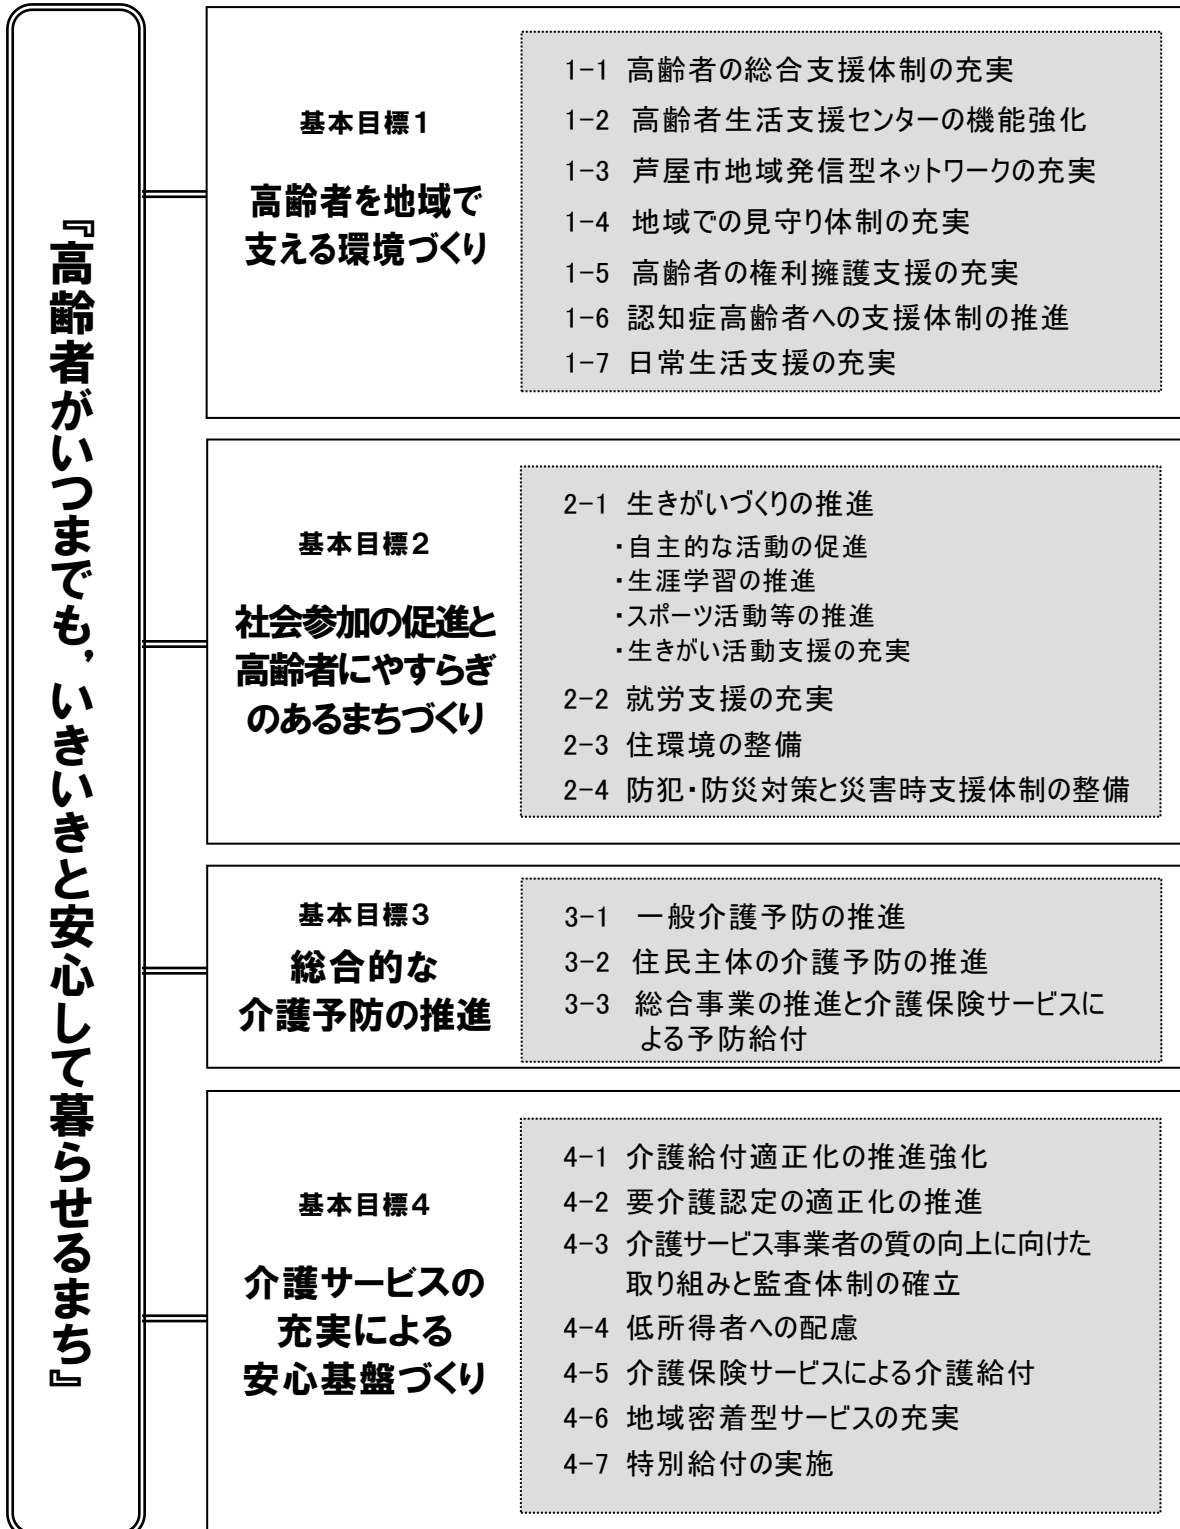 『高齢者がいつまでも，いきいきと安心して暮らせるまち』
基本目標１
高齢者を地域で
支える環境づくり
1-1 高齢者の総合支援体制の充実
1-2 高齢者生活支援センターの機能強化
1-3 芦屋市地域発信型ネットワークの充実
1-4 地域での見守り体制の充実
1-5 高齢者の権利擁護支援の充実
1-6 認知症高齢者への支援体制の推進
1-7 日常生活支援の充実
基本目標２
社会参加の促進と
高齢者にやすらぎ
のあるまちづくり
2-1 生きがいづくりの推進
・自主的な活動の促進
・生涯学習の推進
・スポーツ活動等の推進
・生きがい活動支援の充実
2-2 就労支援の充実
2-3 住環境の整備
2-4 防犯・防災対策と災害時支援体制の整備
基本目標３
総合的な
介護予防の推進
3-1 一般介護予防の推進
3-2 住民主体の介護予防の推進
3-3 総合事業の推進と介護保険サービスに
よる予防給付
基本目標４
介護サービスの
充実による
安心基盤づくり
4-1 介護給付適正化の推進強化
4-2 要介護認定の適正化の推進
4-3 介護サービス事業者の質の向上に向けた
取り組みと監査体制の確立
4-4 低所得者への配慮
4-5 介護保険サービスによる介護給付
4-6 地域密着型サービスの充実
4-7 特別給付の実施